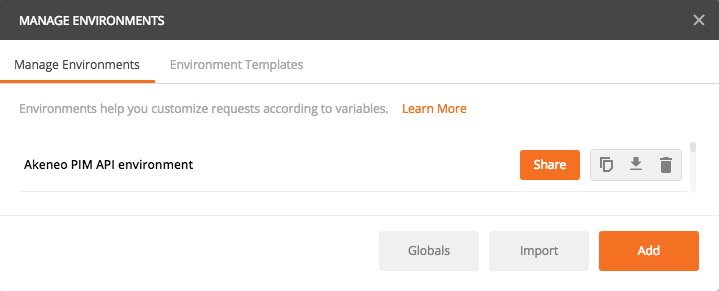 MANAGE ENVIRONMENTS
Manage Environments Environment Templates
Environments help you customize requests according to variables. Learn More
Akeneo PIM API environment Share
Globals Import Add